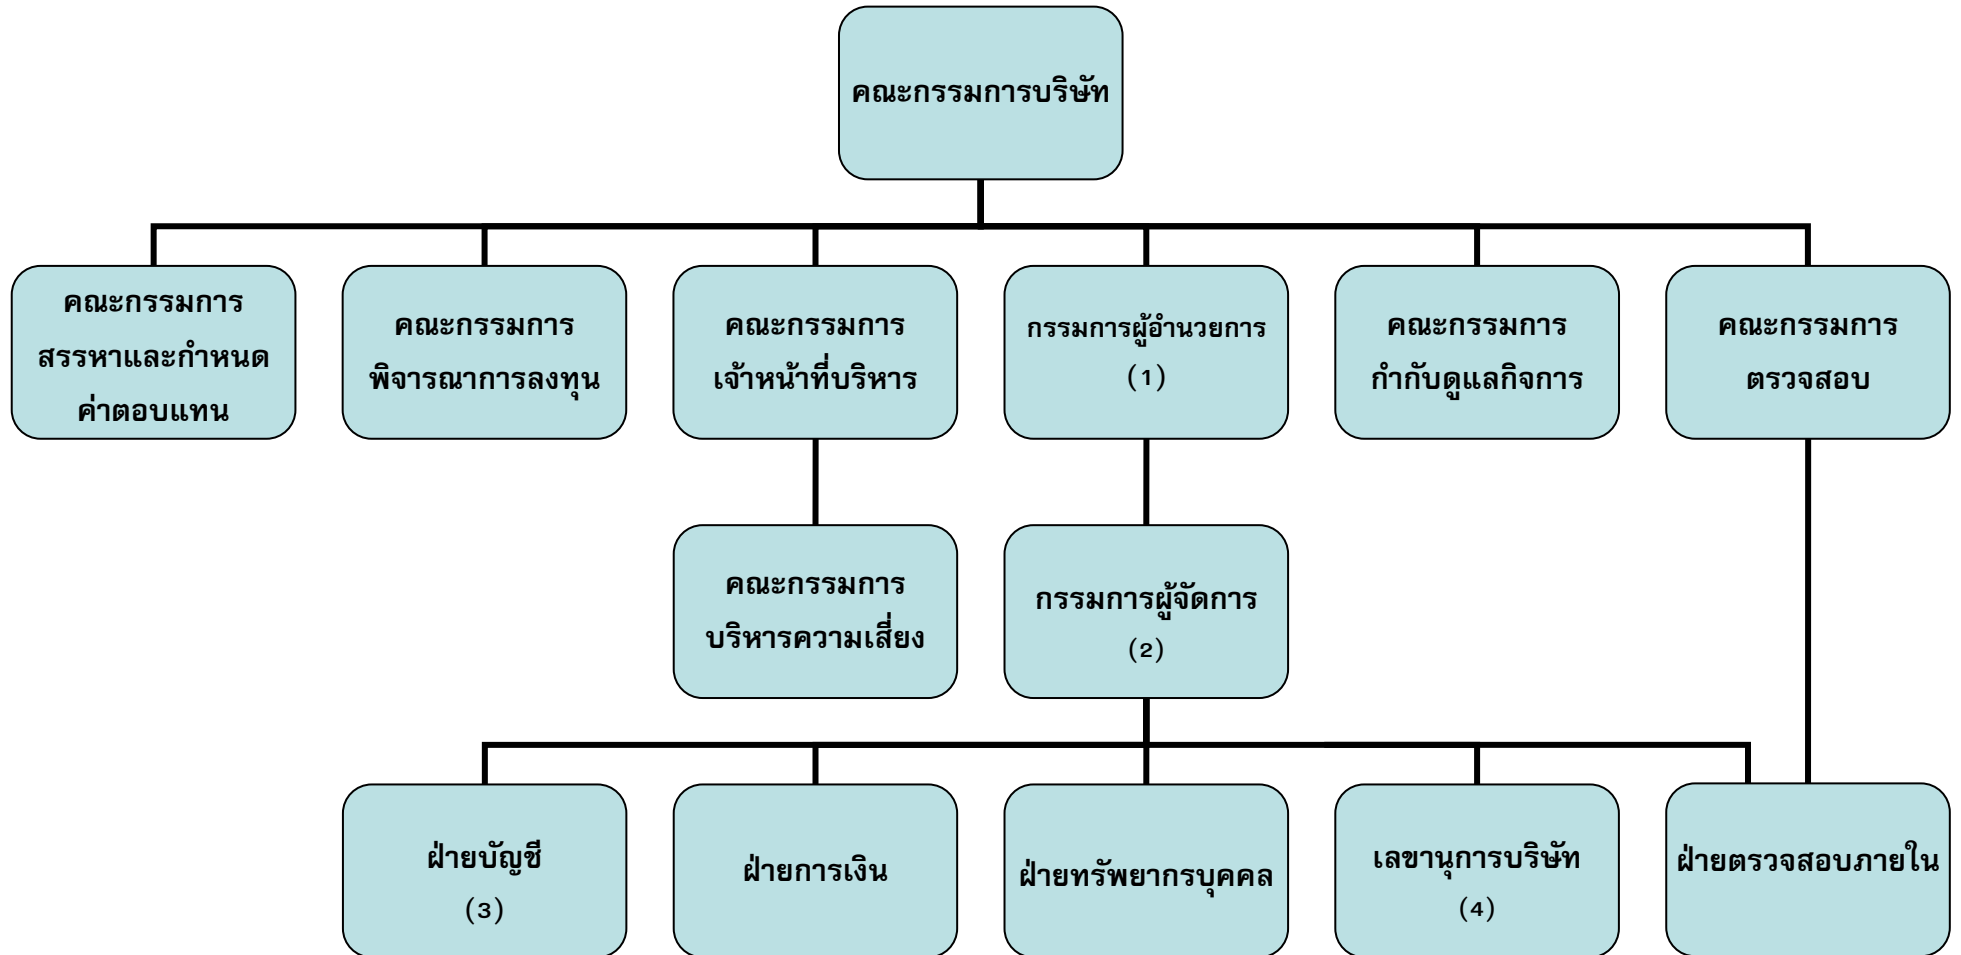 คณะกรรมการบริษัท
คณะกรรมการ
สรรหาและกำหนด
ค่าตอบแทน
คณะกรรมการ
พิจารณาการลงทุน
คณะกรรมการ
เจ้าหน้าที่บริหาร
กรรมการผู้อำนวยการ
(1)
คณะกรรมการ
กำกับดูแลกิจการ
คณะกรรมการ
ตรวจสอบ
คณะกรรมการ
บริหารความเสี่ยง
กรรมการผู้จัดการ
(2)
ฝ่ายบัญชี
(3)
ฝ่ายการเงิน
ฝ่ายทรัพยากรบุคคล
เลขานุการบริษัท
(4)
ฝ่ายตรวจสอบภายใน